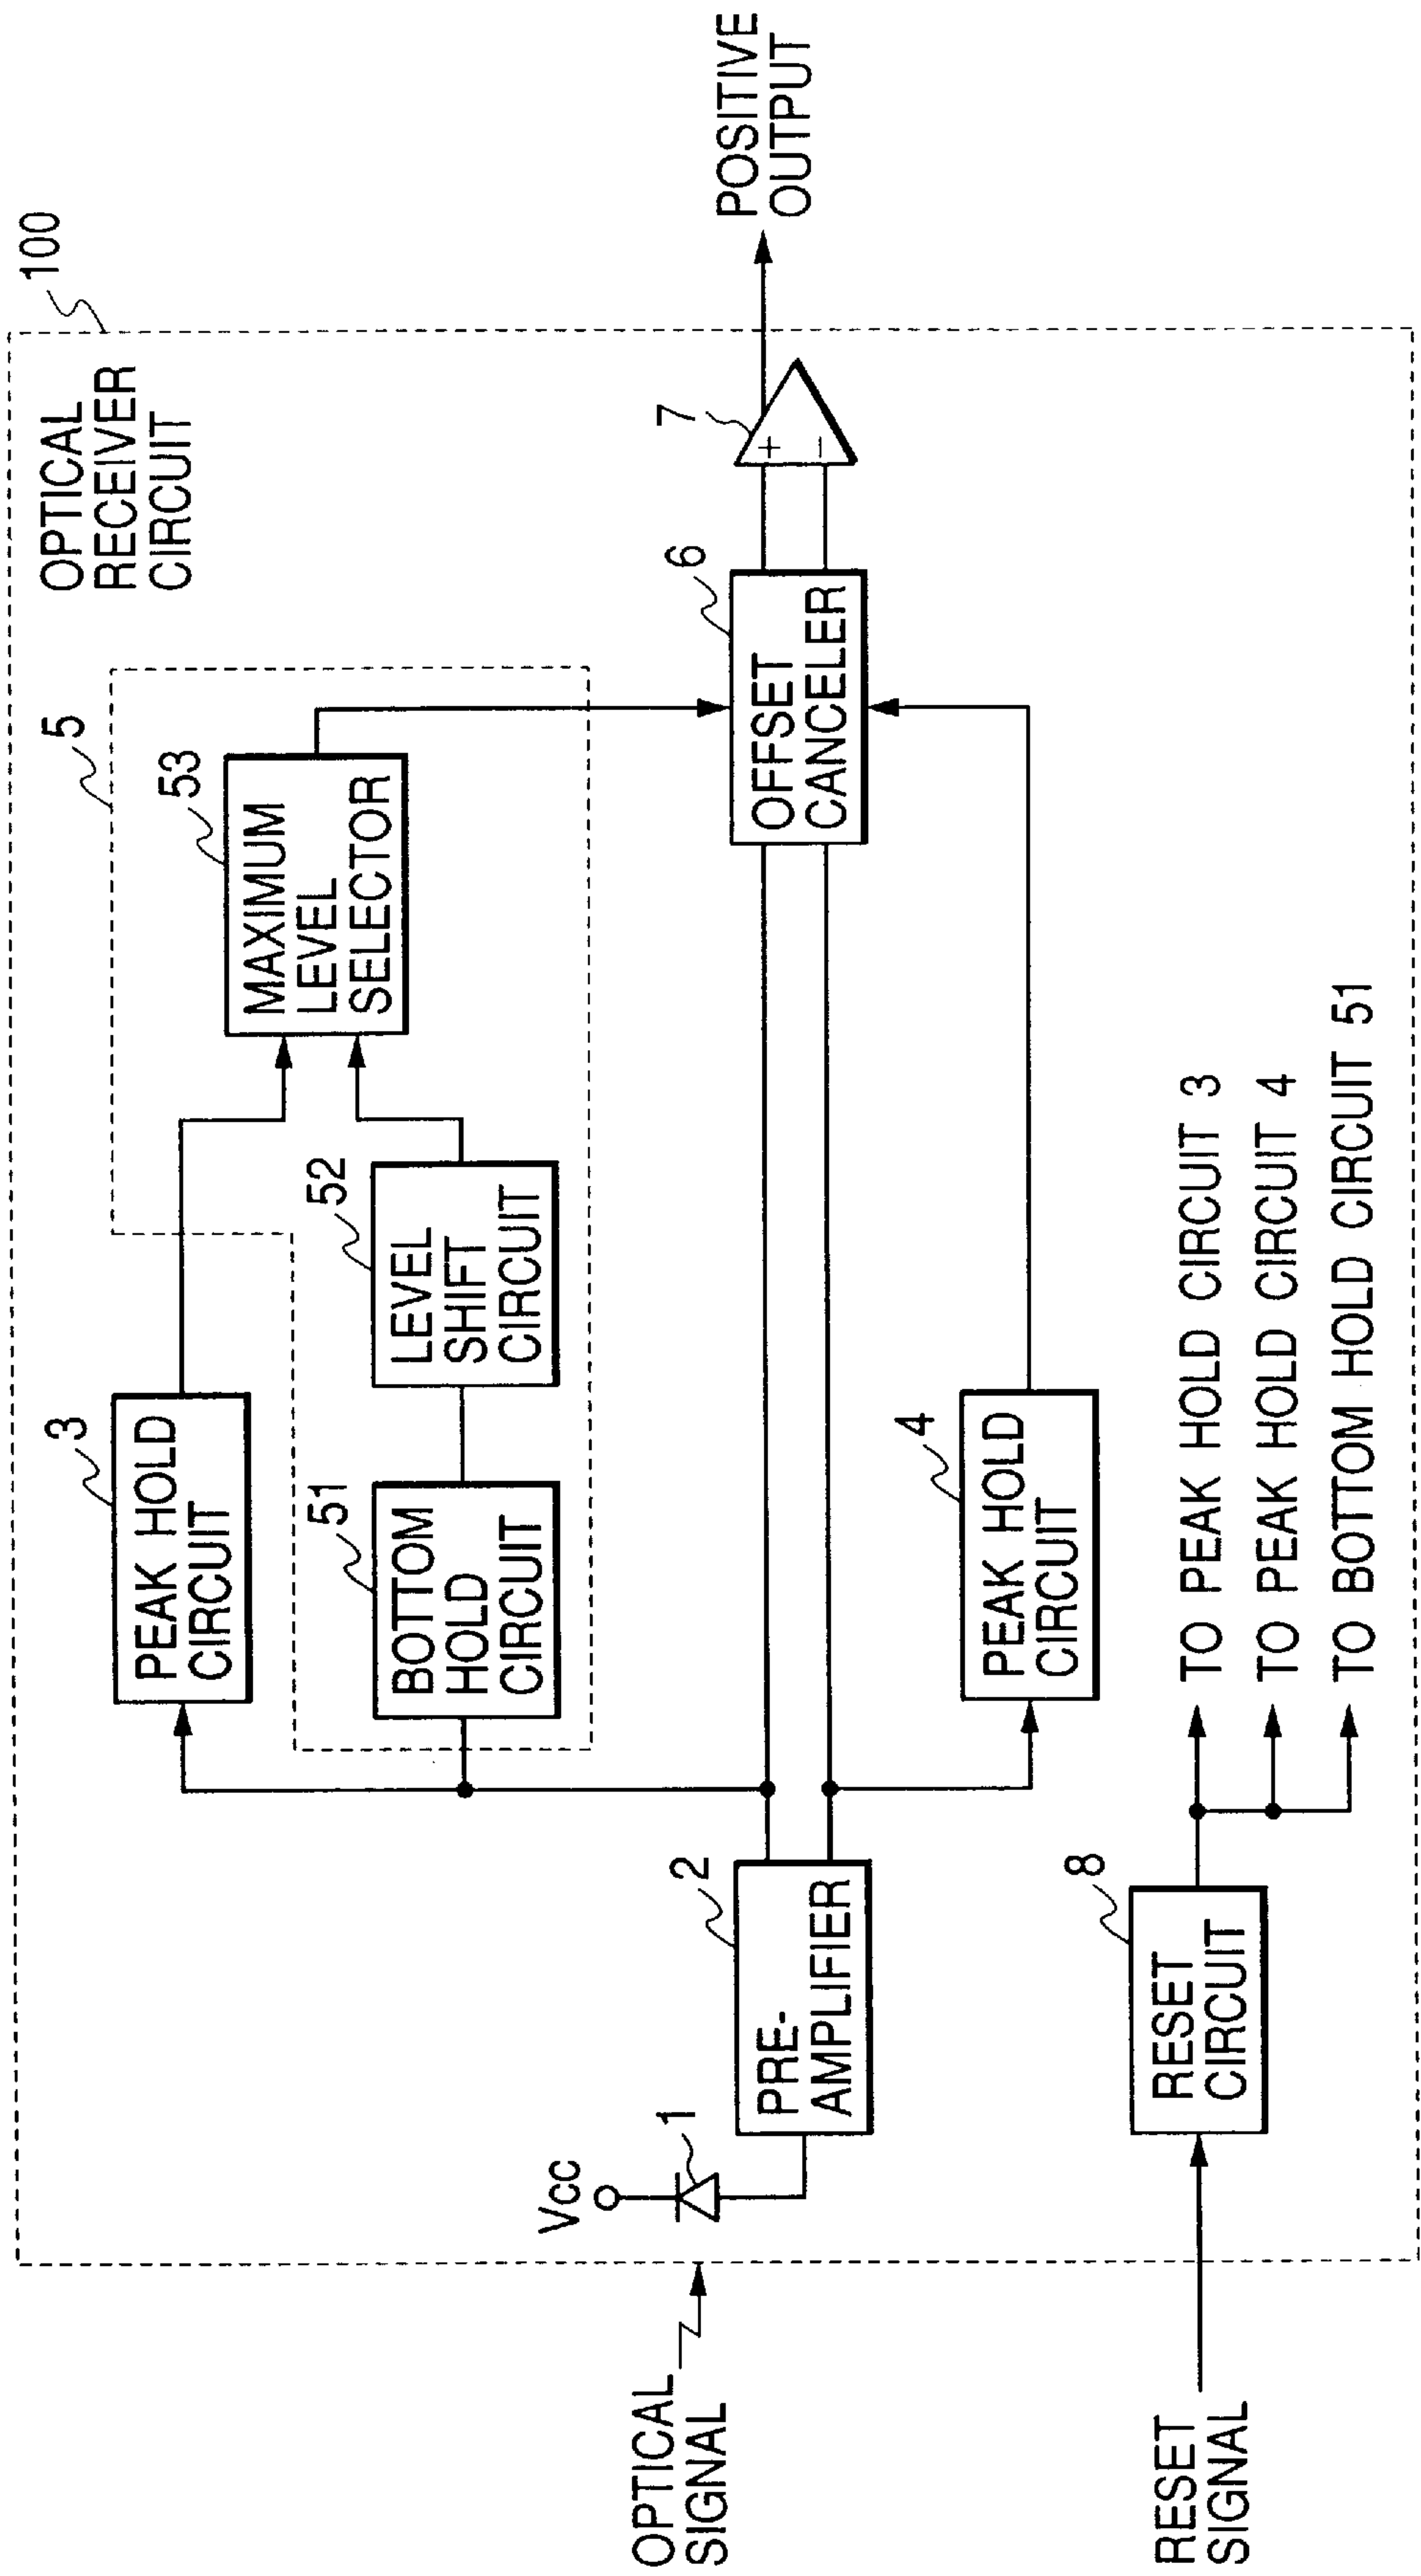 OPTICAL
RECEIVER
CIRCUIT
100
5
3
PEAK HOLD
CIRCUIT
53
MAXIMUM
LEVEL
SELECTOR
51
BOTTOM
HOLD
CIRCUIT
52
LEVEL
SHIFT
CIRCUIT
Vcc
1
OPTICAL
SIGNAL
2
PRE-
AMPLIFIER
6
OFFSET
CANCELER
7
+
−
POSITIVE
OUTPUT
4
PEAK HOLD
CIRCUIT
RESET
SIGNAL
8
RESET
CIRCUIT
TO PEAK HOLD CIRCUIT 3
TO PEAK HOLD CIRCUIT 4
TO BOTTOM HOLD CIRCUIT 51